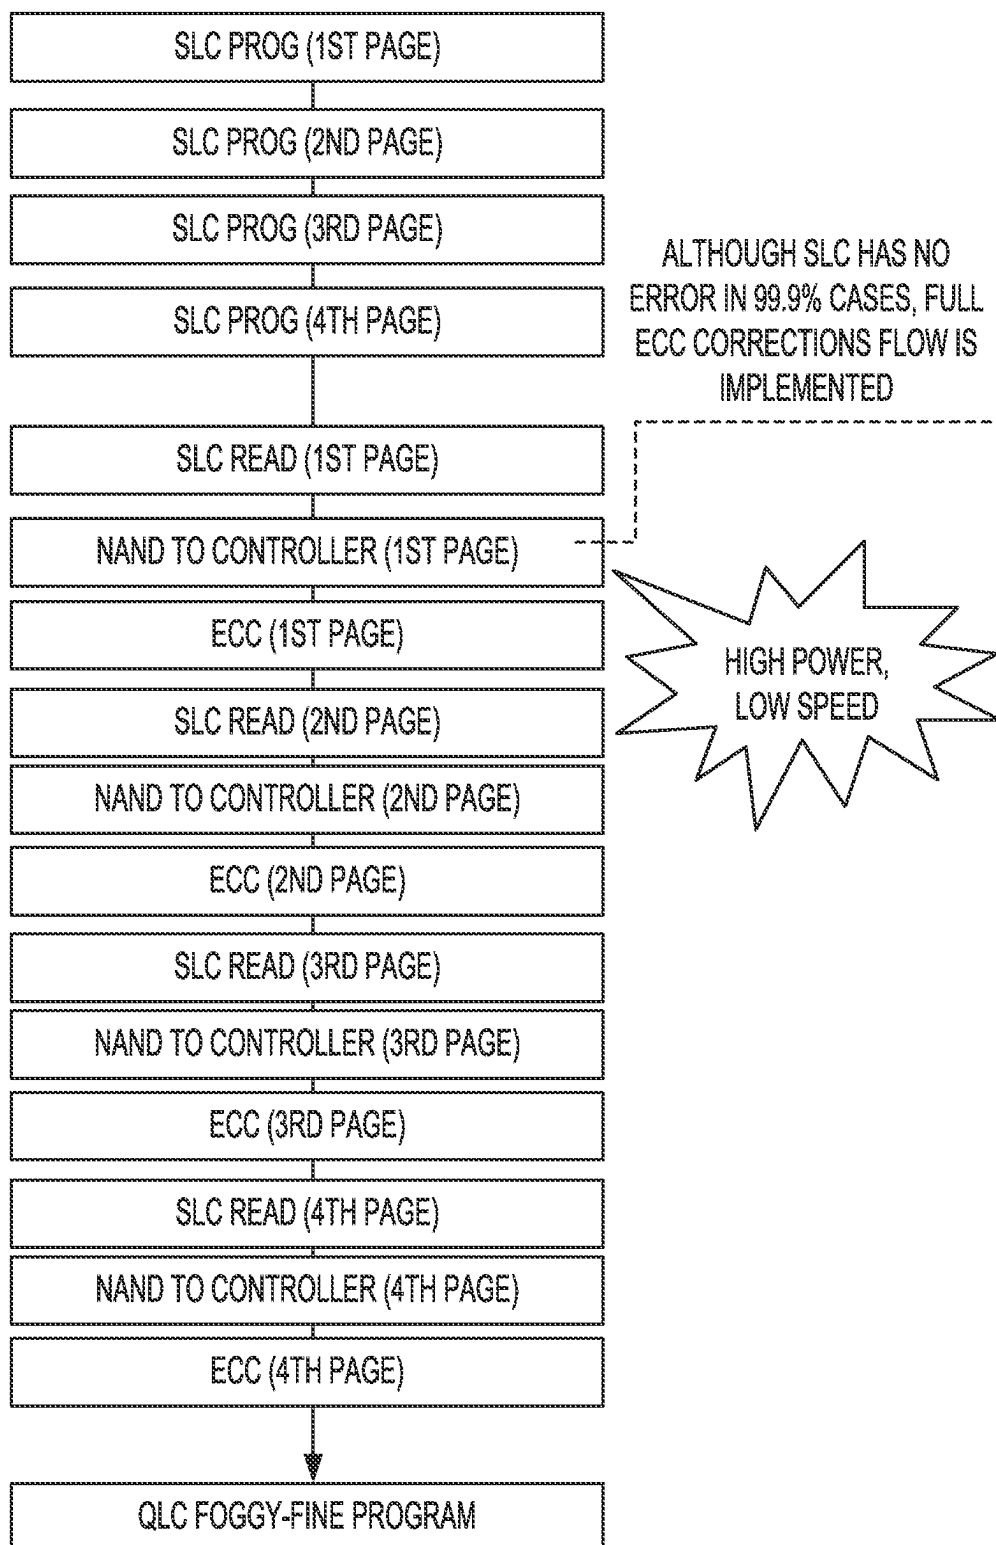 SLC PROG (1ST PAGE)
SLC PROG (2ND PAGE)
SLC PROG (3RD PAGE)
SLC PROG (4TH PAGE)
ALTHOUGH SLC HAS NO
ERROR IN 99.9% CASES, FULL
ECC CORRECTIONS FLOW IS
IMPLEMENTED
SLC READ (1ST PAGE)
NAND TO CONTROLLER (1ST PAGE)
ECC (1ST PAGE)
HIGH POWER,
LOW SPEED
SLC READ (2ND PAGE)
NAND TO CONTROLLER (2ND PAGE)
ECC (2ND PAGE)
SLC READ (3RD PAGE)
NAND TO CONTROLLER (3RD PAGE)
ECC (3RD PAGE)
SLC READ (4TH PAGE)
NAND TO CONTROLLER (4TH PAGE)
ECC (4TH PAGE)
QLC FOGGY-FINE PROGRAM